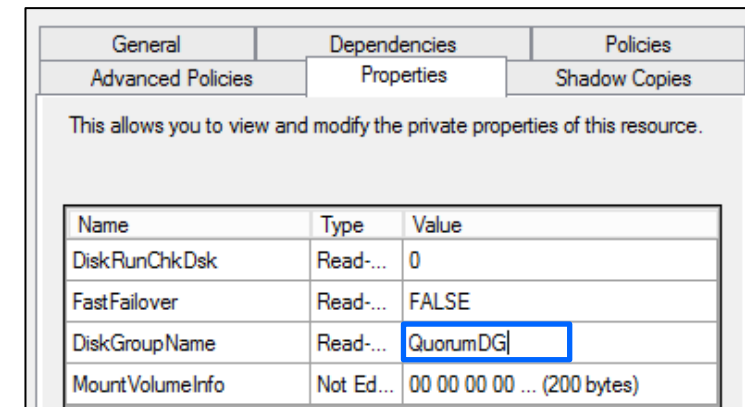 General Dependencies Policies
Advanced Policies Properties Shadow Copies
This allows you to view and modify the private properties of this resource.
Name Type Value
DiskRunChkDsk Read-... 0
FastFailover Read-... FALSE
DiskGroupName Read-... QuorumDG
MountVolumeInfo Not Ed... 00 00 00 00 ... (200 bytes)